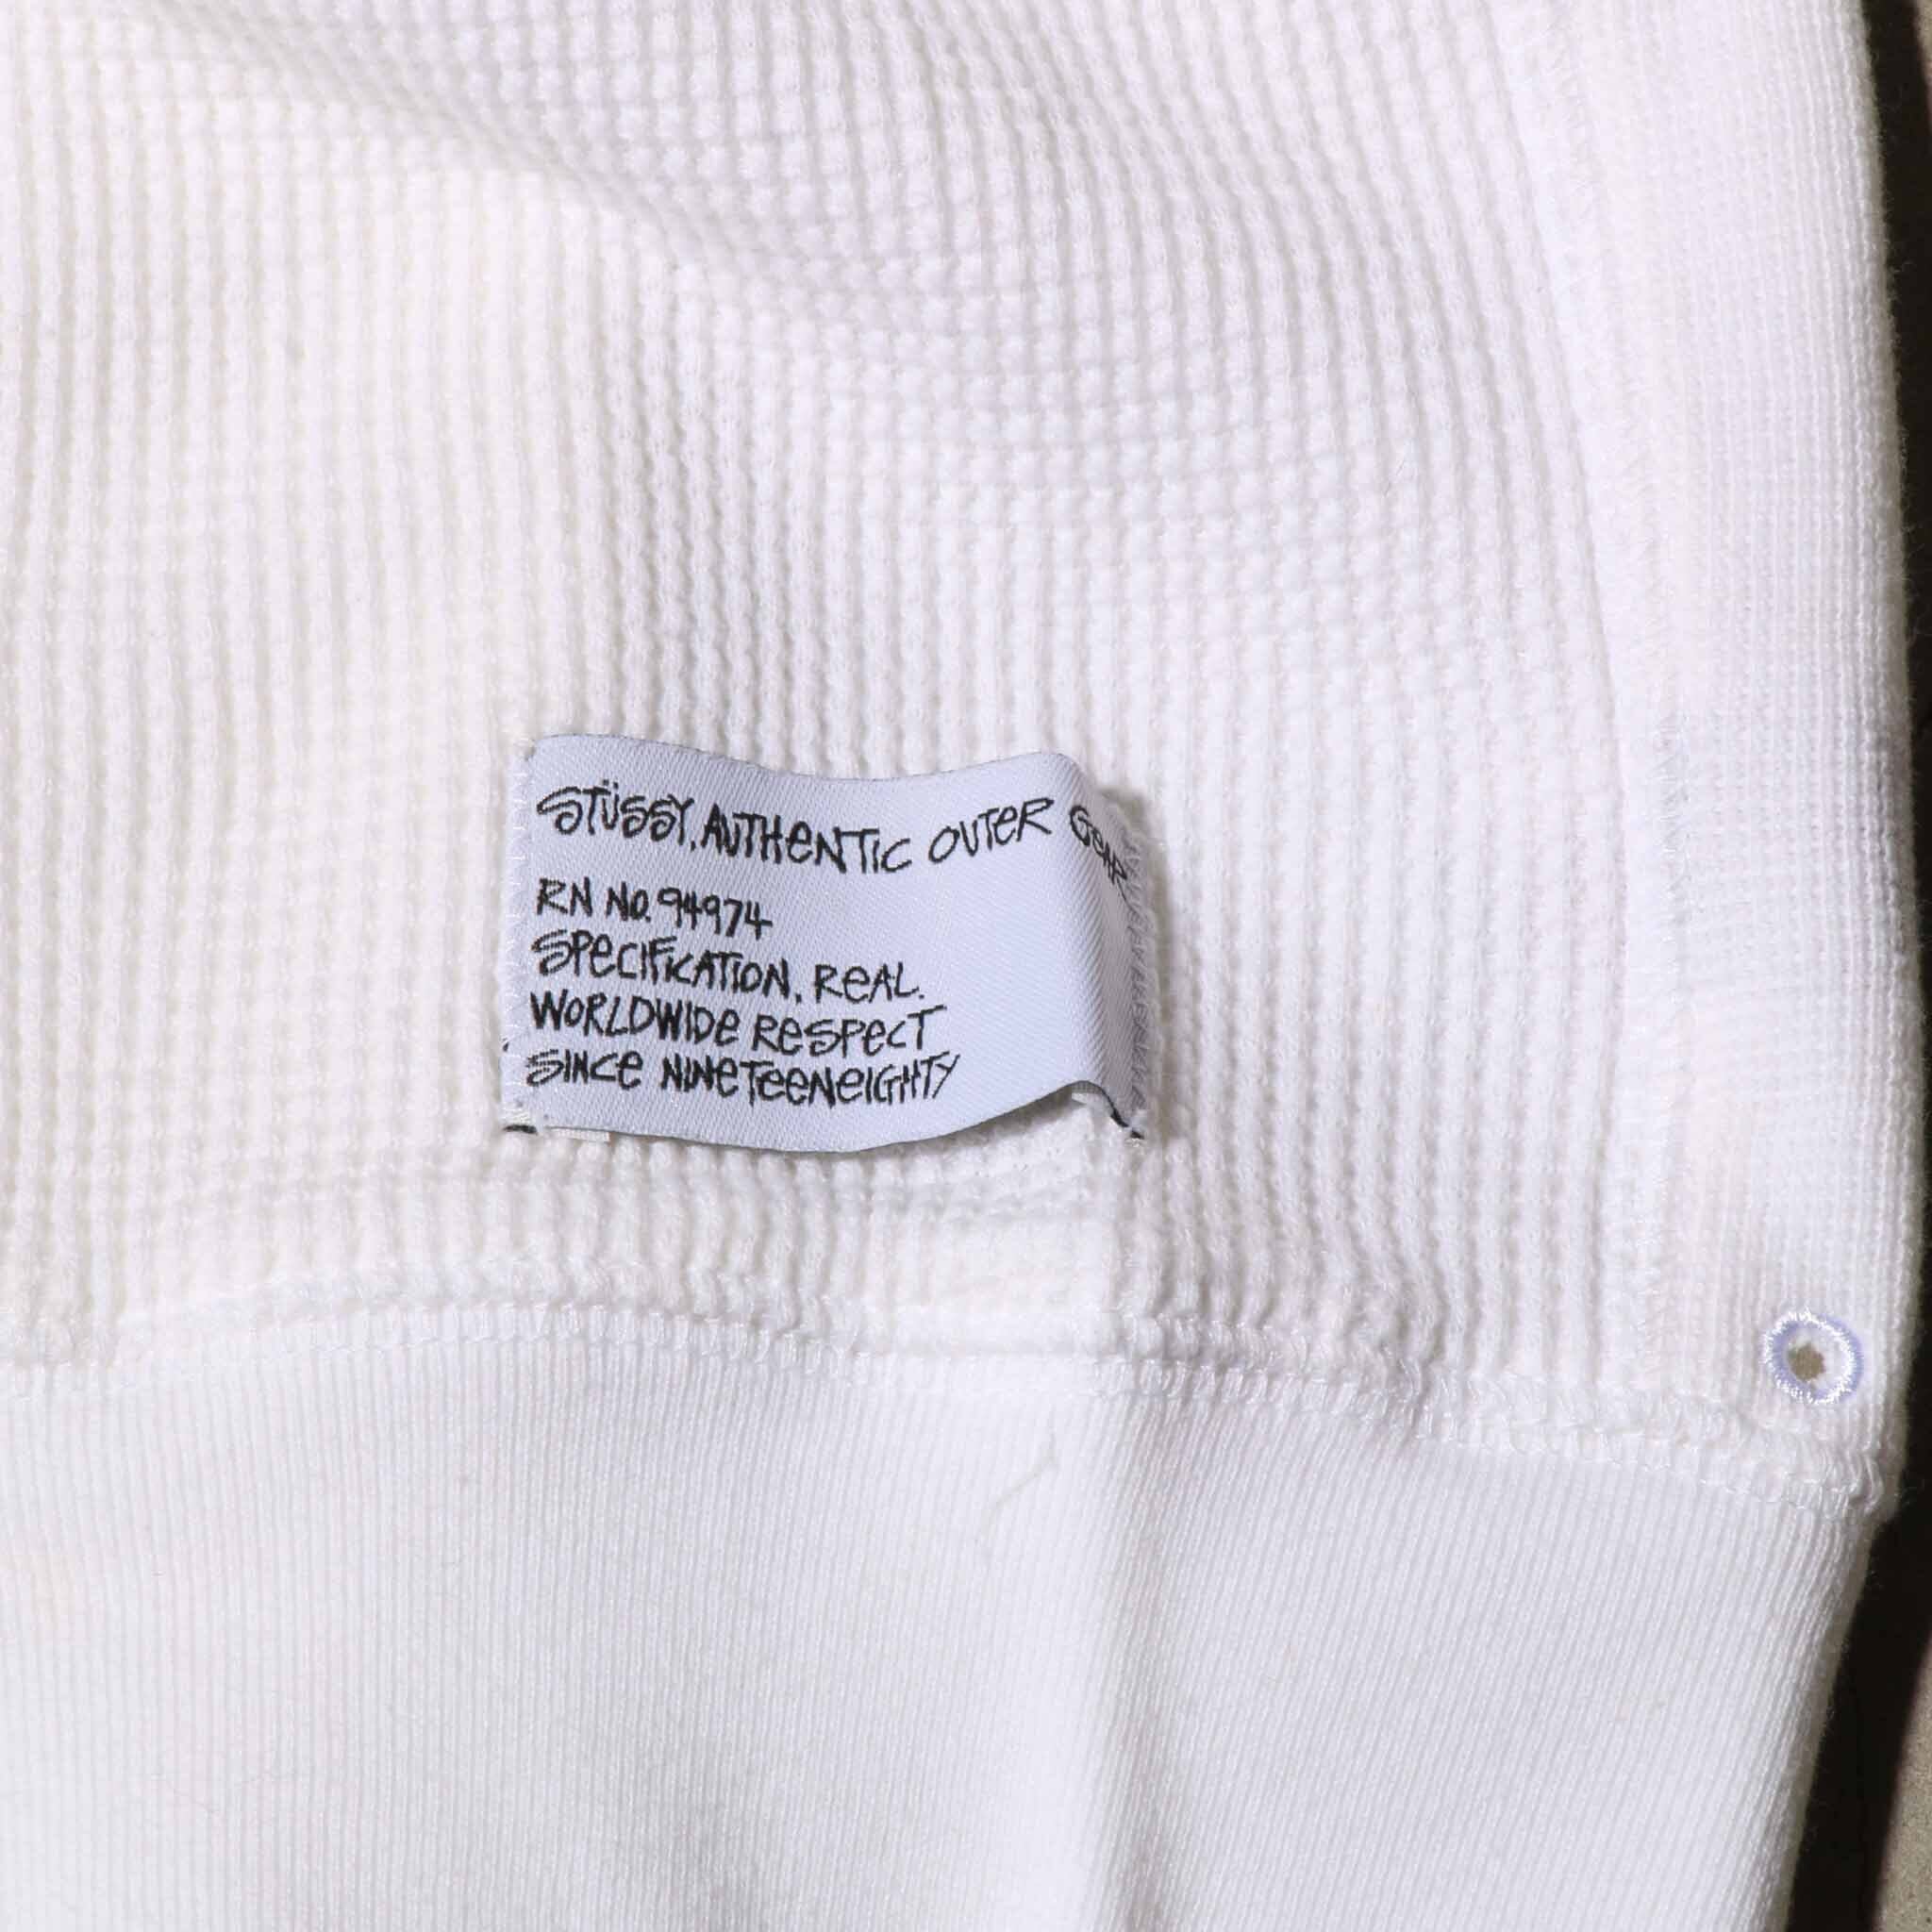 STÜSSY. AUTHENTIC OUTER GEAR.
RN NO. 94974
SPECIFICATION. REAL.
WORLDWIDE RESPECT
SINCE NINETEENEIGHTY